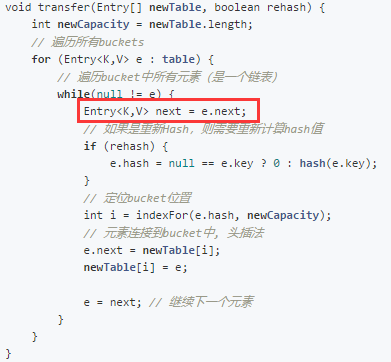 void transfer(Entry[] newTable, boolean rehash) {
    int newCapacity = newTable.length;
    // 遍历所有buckets
    for (Entry<K,V> e : table) {
        // 遍历bucket中所有元素 (是一个链表)
        while(null != e) {
            Entry<K,V> next = e.next;
            // 如果是重新Hash，则需要重新计算hash值
            if (rehash) {
                e.hash = null == e.key ? 0 : hash(e.key);
            }
            // 定位bucket位置
            int i = indexFor(e.hash, newCapacity);
            // 元素连接到bucket中, 头插法
            e.next = newTable[i];
            newTable[i] = e;
            e = next; // 继续下一个元素
        }
    }
}